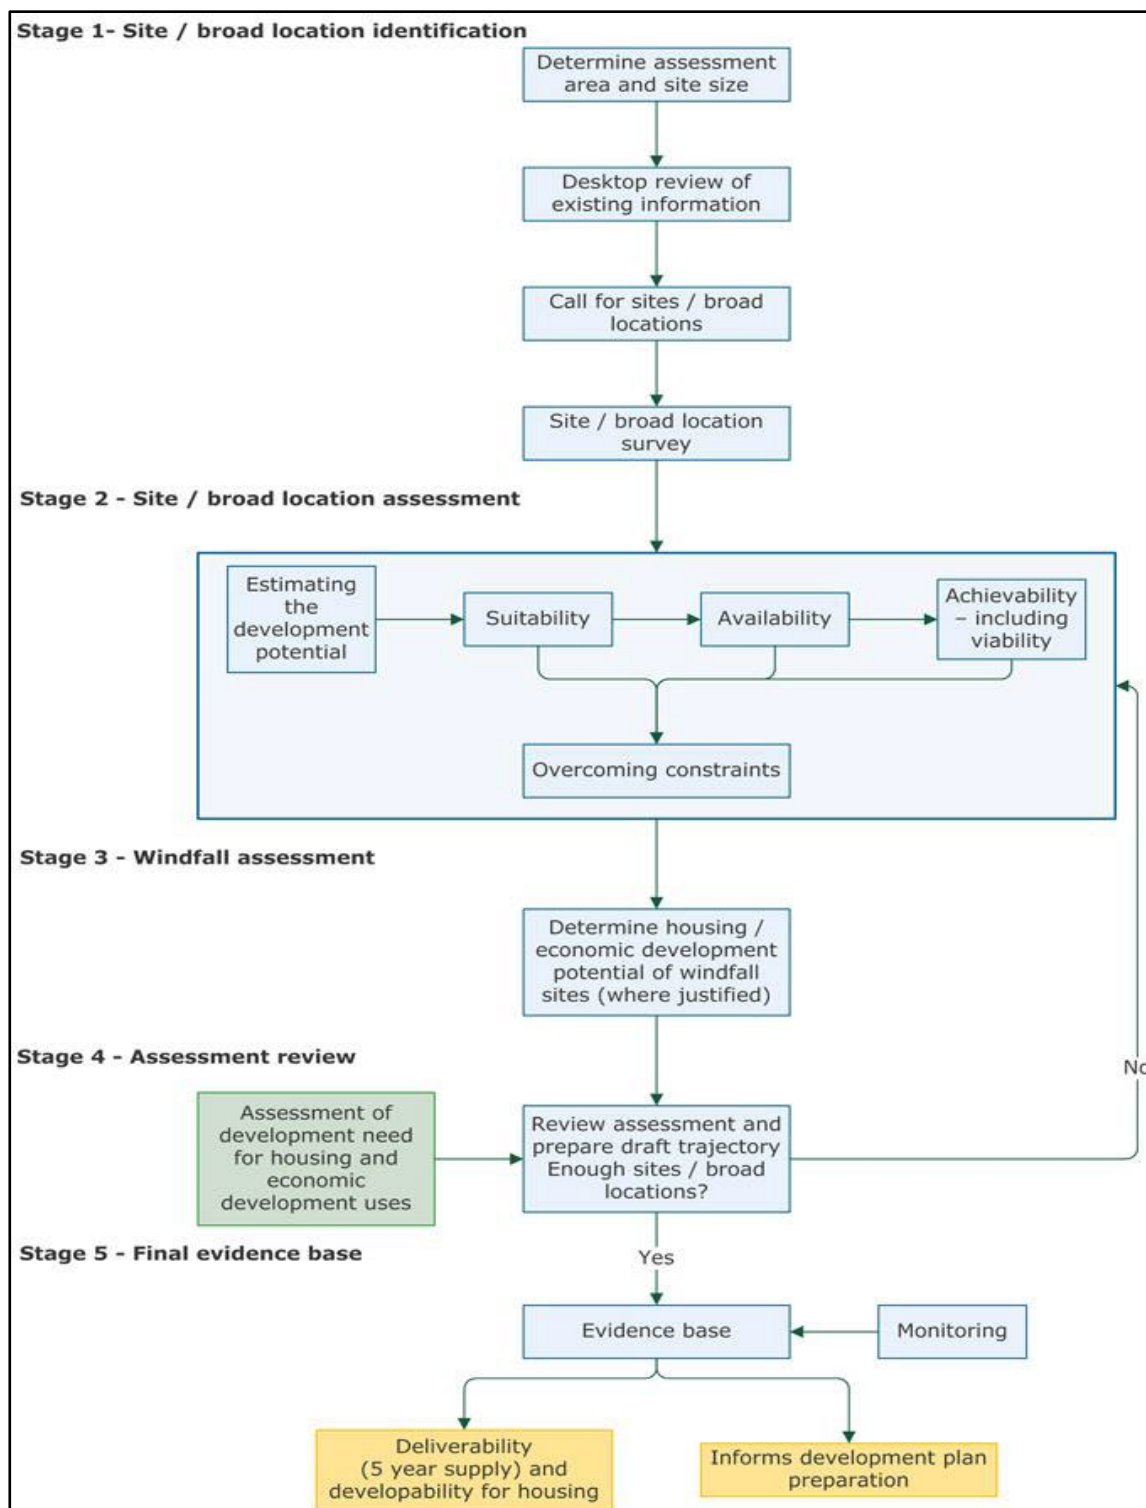 Stage 1- Site / broad location identification
Determine assessment
area and site size
Desktop review of
existing information
Call for sites / broad
locations
Site / broad location
survey
Stage 2 - Site / broad location assessment
Estimating
the
development
potential
Suitability
Availability
Achievability
– including
viability
Overcoming constraints
Stage 3 - Windfall assessment
Determine housing /
economic development
potential of windfall
sites (where justified)
Stage 4 - Assessment review
No
Assessment of
development need
for housing and
economic
development uses
Review assessment and
prepare draft trajectory
Enough sites / broad
locations?
Stage 5 - Final evidence base
Yes
Evidence base
Monitoring
Deliverability
(5 year supply) and
developability for housing
Informs development plan
preparation